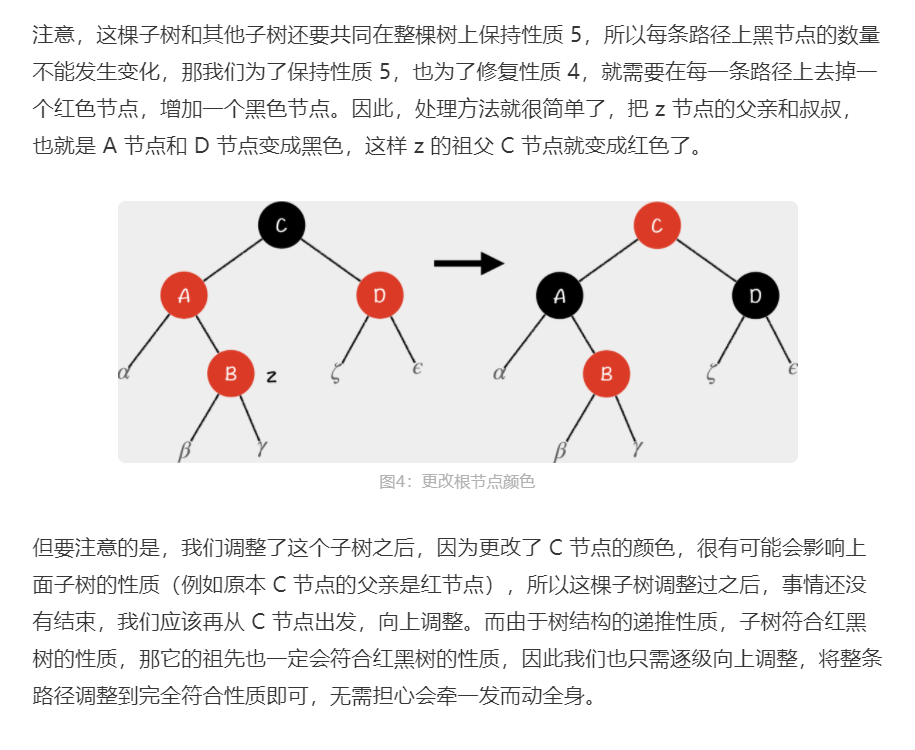 注意，这棵子树和其他子树还要共同在整棵树上保持性质 5，所以每条路径上黑节点的数量
不能发生变化，那我们为了保持性质 5，也为了修复性质 4，就需要在每一条路径上去掉一
个红色节点，增加一个黑色节点。因此，处理方法就很简单了，把 z 节点的父亲和叔叔，
也就是 A 节点和 D 节点变成黑色，这样 z 的祖父 C 节点就变成红色了。
C C
A D A D
α B z ζ ϵ α B ζ ϵ
β γ β γ
图4：更改根节点颜色
但要注意的是，我们调整了这个子树之后，因为更改了 C 节点的颜色，很有可能会影响上
面子树的性质（例如原本 C 节点的父亲是红节点），所以这棵子树调整过之后，事情还没
有结束，我们应该再从 C 节点出发，向上调整。而由于树结构的递推性质，子树符合红黑
树的性质，那它的祖先也一定会符合红黑树的性质，因此我们也只需逐级向上调整，将整条
路径调整到完全符合性质即可，无需担心会牵一发而动全身。